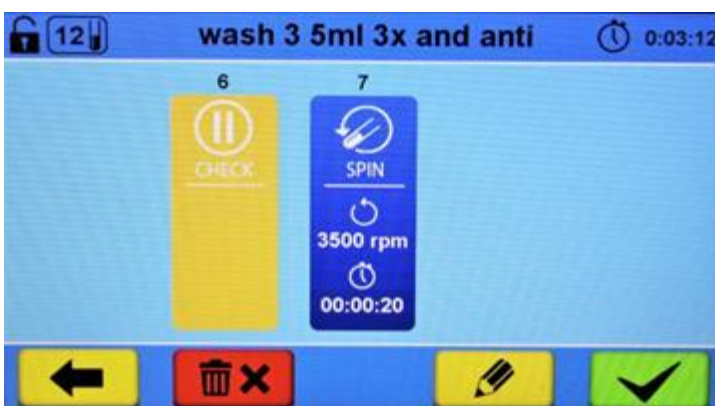 12 wash 3 5ml 3x and anti 0:03:12
6 7
CHECK SPIN
3500 rpm
00:00:20